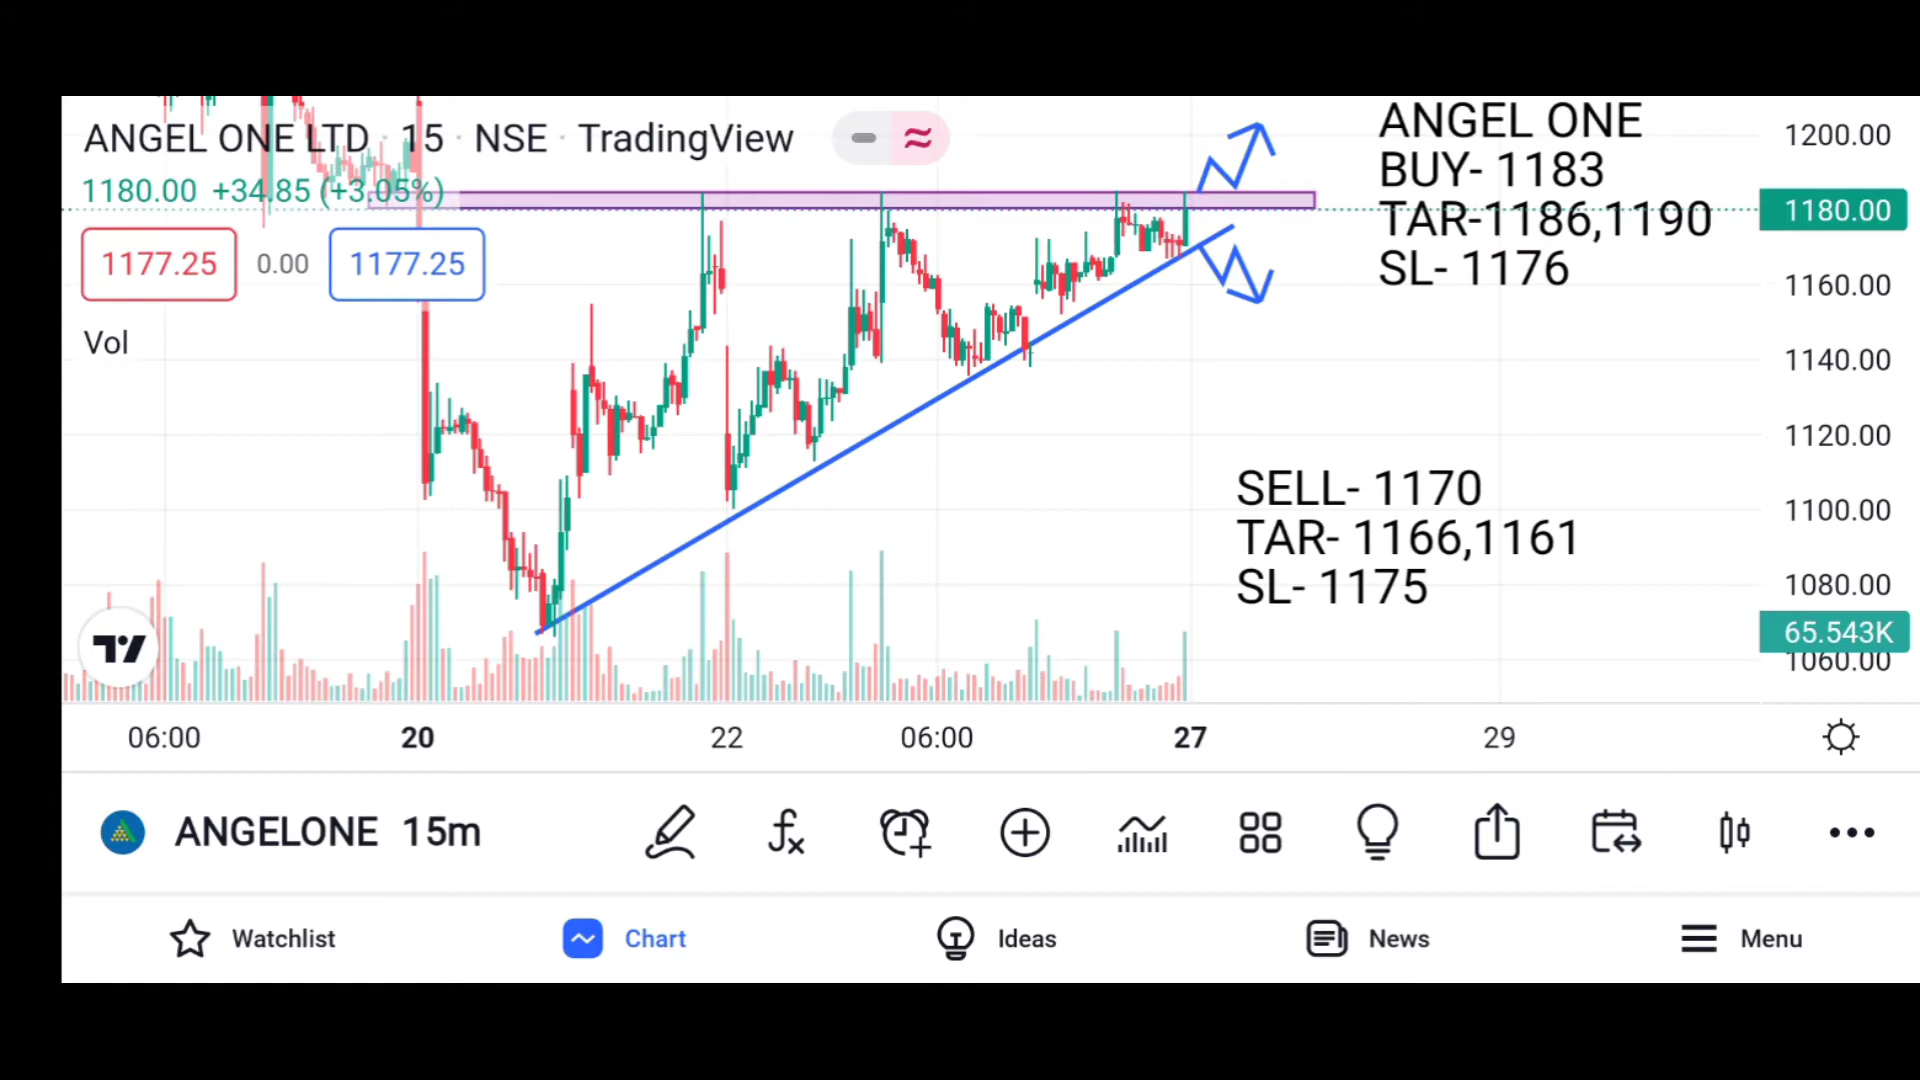 ANGEL ONE LTD · 15 · NSE · TradingView
1180.00 +34.85 (+3.05%)
1177.25 0.00 1177.25
Vol
ANGEL ONE
BUY- 1183
TAR-1186,1190
SL- 1176
SELL- 1170
TAR- 1166,1161
SL- 1175
1200.00
1180.00
1160.00
1140.00
1120.00
1100.00
1080.00
65.543K
1060.00
06:00 20 22 06:00 27 29
ANGELONE 15m
Watchlist Chart Ideas News Menu